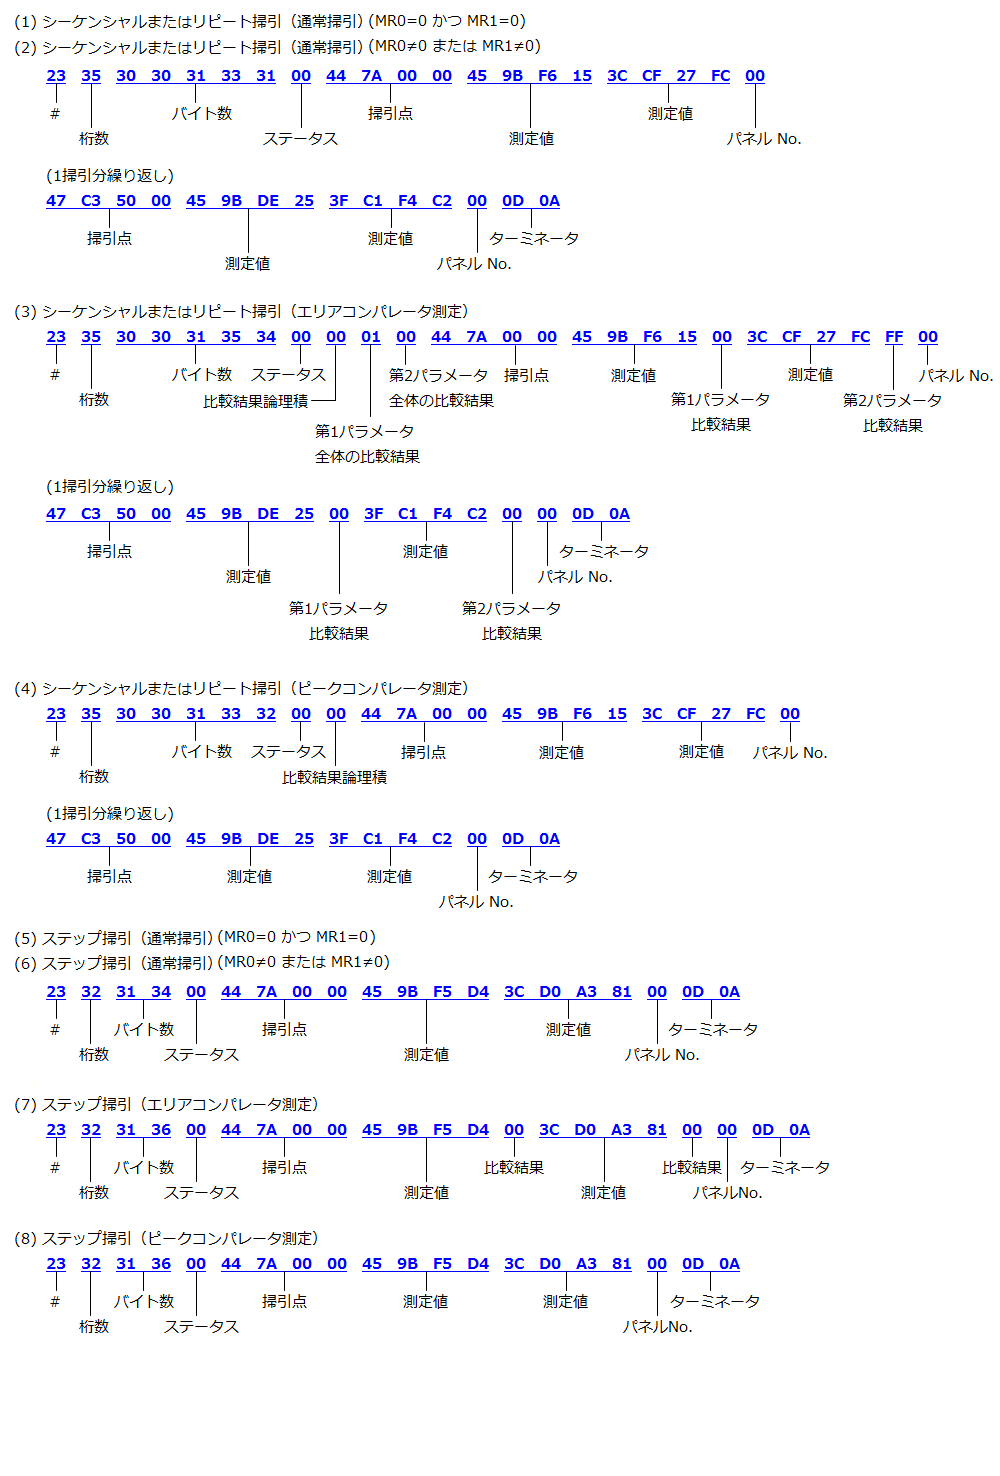 (1) シーケンシャルまたはリピート掃引（通常掃引）(MR0=0 かつ MR1=0)
(2) シーケンシャルまたはリピート掃引（通常掃引）(MR0≠0 または MR1≠0)
23 35 30 30 31 33 31 00 44 7A 00 00 45 9B F6 15 3C CF 27 FC 00
# バイト数 掃引点 測定値
桁数 ステータス 測定値 パネル No.
(1掃引分繰り返し)
47 C3 50 00 45 9B DE 25 3F C1 F4 C2 00 0D 0A
掃引点 測定値 ターミネータ
測定値 パネル No.
(3) シーケンシャルまたはリピート掃引（エリアコンパレータ測定）
23 35 30 30 31 35 34 00 00 01 00 44 7A 00 00 45 9B F6 15 00 3C CF 27 FC FF 00
# バイト数 ステータス 第2パラメータ 掃引点 測定値 測定値 パネル No.
桁数 比較結果論理積 全体の比較結果 第1パラメータ 第2パラメータ
比較結果 比較結果
第1パラメータ
全体の比較結果
(1掃引分繰り返し)
47 C3 50 00 45 9B DE 25 00 3F C1 F4 C2 00 00 0D 0A
掃引点 測定値 ターミネータ
測定値 パネル No.
第1パラメータ 第2パラメータ
比較結果 比較結果
(4) シーケンシャルまたはリピート掃引（ピークコンパレータ測定）
23 35 30 30 31 33 32 00 00 44 7A 00 00 45 9B F6 15 3C CF 27 FC 00
# バイト数 ステータス 掃引点 測定値 測定値 パネル No.
桁数 比較結果論理積
(1掃引分繰り返し)
47 C3 50 00 45 9B DE 25 3F C1 F4 C2 00 0D 0A
掃引点 測定値 測定値 ターミネータ
パネル No.
(5) ステップ掃引（通常掃引）(MR0=0 かつ MR1=0)
(6) ステップ掃引（通常掃引）(MR0≠0 または MR1≠0)
23 32 31 34 00 44 7A 00 00 45 9B F5 D4 3C D0 A3 81 00 0D 0A
# バイト数 掃引点 測定値 ターミネータ
桁数 ステータス 測定値 パネル No.
(7) ステップ掃引（エリアコンパレータ測定）
23 32 31 36 00 44 7A 00 00 45 9B F5 D4 00 3C D0 A3 81 00 00 0D 0A
# バイト数 掃引点 比較結果 比較結果 ターミネータ
桁数 ステータス 測定値 測定値 パネルNo.
(8) ステップ掃引（ピークコンパレータ測定）
23 32 31 36 00 44 7A 00 00 45 9B F5 D4 3C D0 A3 81 00 0D 0A
# バイト数 掃引点 測定値 測定値 ターミネータ
桁数 ステータス パネルNo.